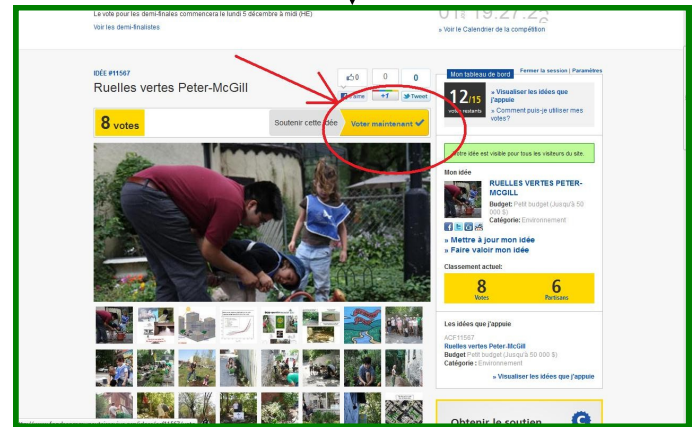 Le vote pour les demi-finales commencera le lundi 5 décembre à midi (HE)
Voir les demi-finalistes
» Voir le Calendrier de la compétition
IDÉE #11567
Ruelles vertes Peter-McGill
0
0
0
J'aime
+1
Tweet
8 votes
Soutenir cette idée
Voter maintenant
Mon tableau de bord
Fermer la session | Paramètres
12/15
votes restants
» Visualiser les idées que j'appuie
» Comment puis-je utiliser mes votes?
Votre idée est visible pour tous les visiteurs du site.
Mon idée
RUELLES VERTES PETER-MCGILL
Budget: Petit budget (Jusqu'à 50 000 $)
Catégorie: Environnement
» Mettre à jour mon idée
» Faire valoir mon idée
Classement actuel:
8
Votes
6
Partisans
Les idées que j'appuie
ACF11567
Ruelles vertes Peter-McGill
Budget Petit budget (Jusqu'à 50 000 $)
Catégorie : Environnement
» Visualiser les idées que j'appuie
Obtenir le soutien